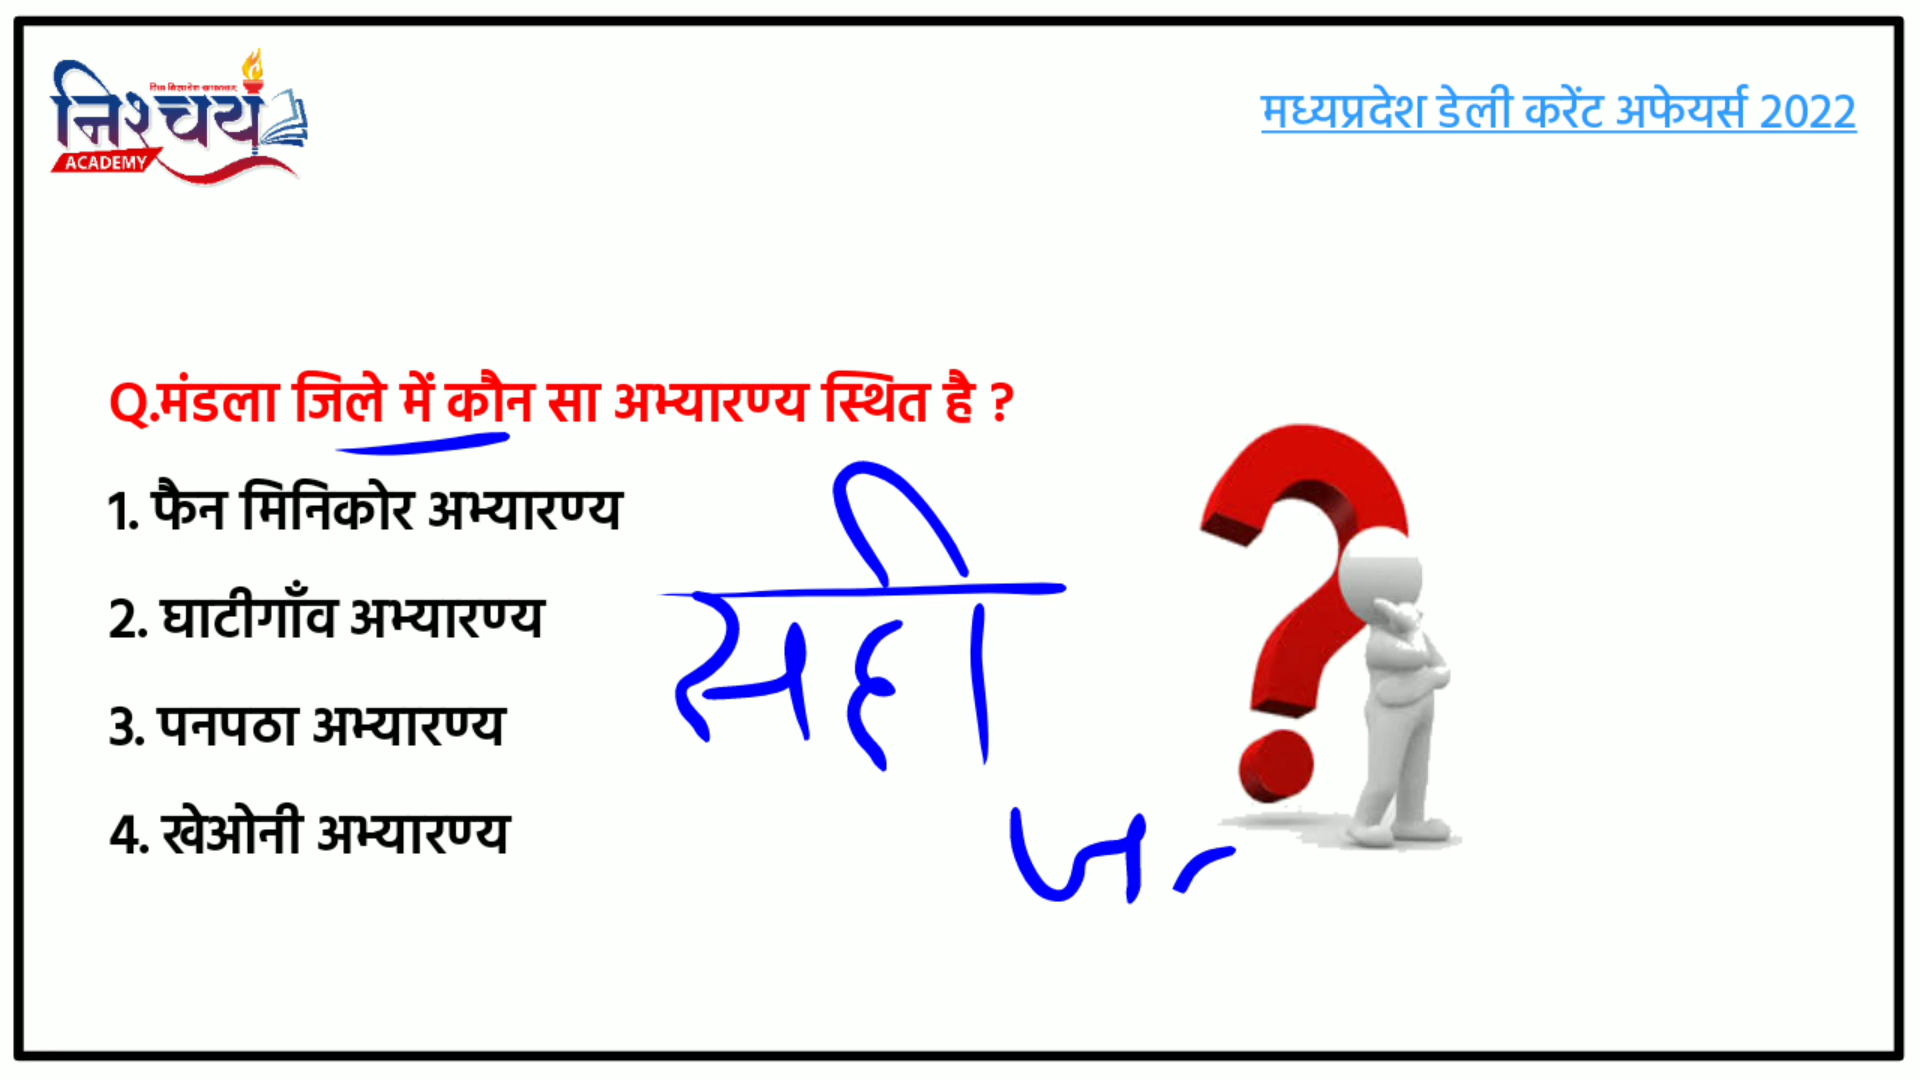 निश्चय
ACADEMY
मध्यप्रदेश डेली करेंट अफेयर्स 2022
Q.मंडला जिले में कौन सा अभ्यारण्य स्थित है ?
1. फैन मिनिकोर अभ्यारण्य
2. घाटीगाँव अभ्यारण्य
3. पनपठा अभ्यारण्य
4. खेओनी अभ्यारण्य
सही